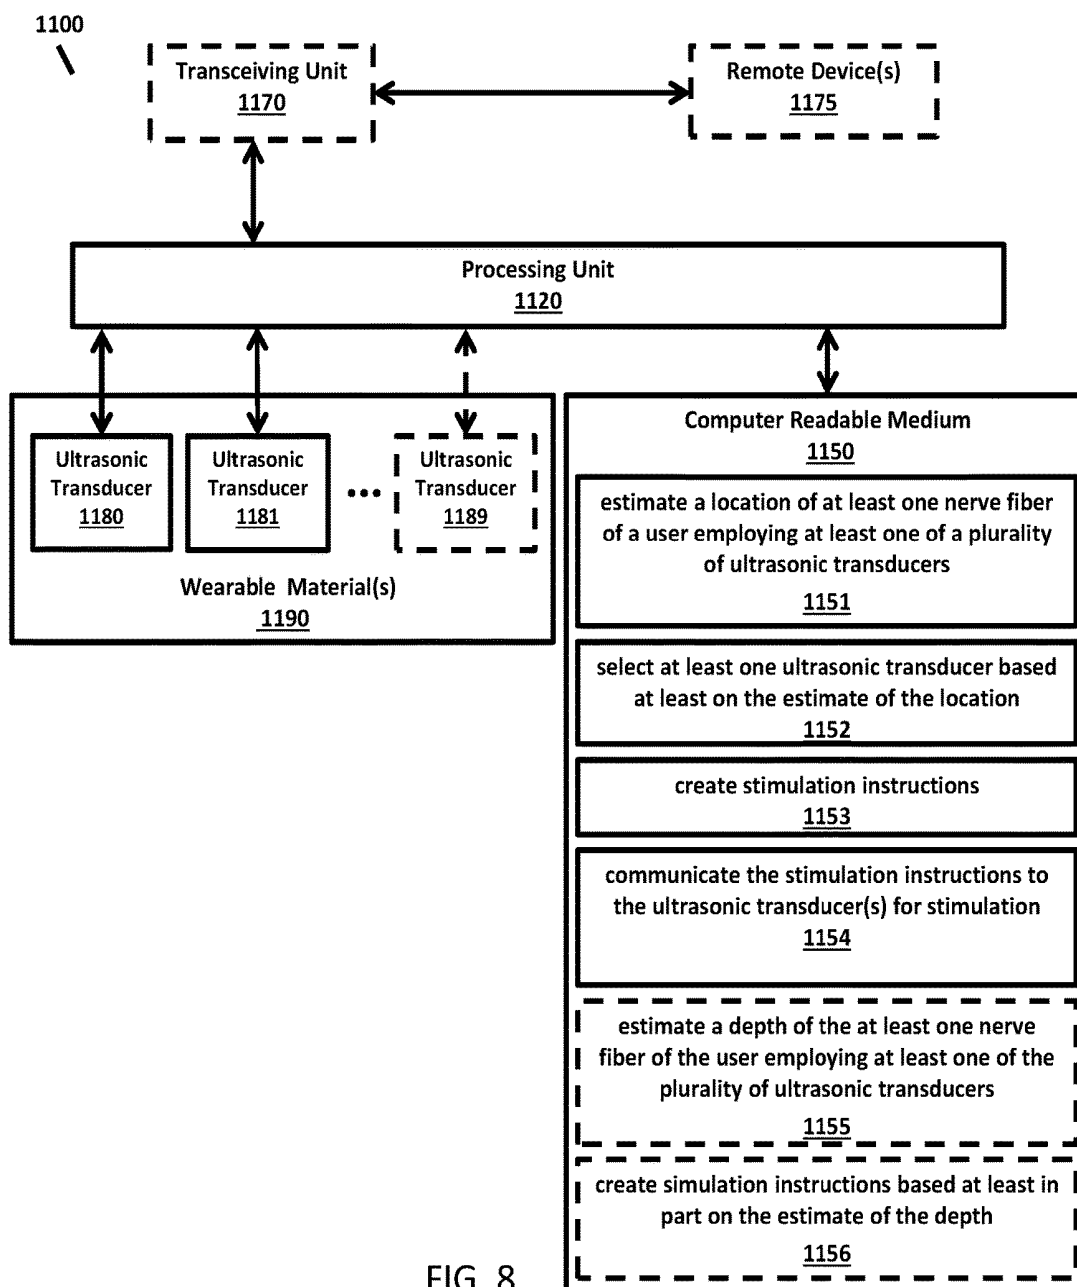 1100
Transceiving Unit
1170
Remote Device(s)
1175
Processing Unit
1120
Ultrasonic
Transducer
1180
Ultrasonic
Transducer
1181
•••
Ultrasonic
Transducer
1189
Wearable Material(s)
1190
Computer Readable Medium
1150
estimate a location of at least one nerve fiber
of a user employing at least one of a plurality
of ultrasonic transducers
1151
select at least one ultrasonic transducer based
at least on the estimate of the location
1152
create stimulation instructions
1153
communicate the stimulation instructions to
the ultrasonic transducer(s) for stimulation
1154
estimate a depth of the at least one nerve
fiber of the user employing at least one of the
plurality of ultrasonic transducers
1155
create simulation instructions based at least in
part on the estimate of the depth
1156
FIG. 8